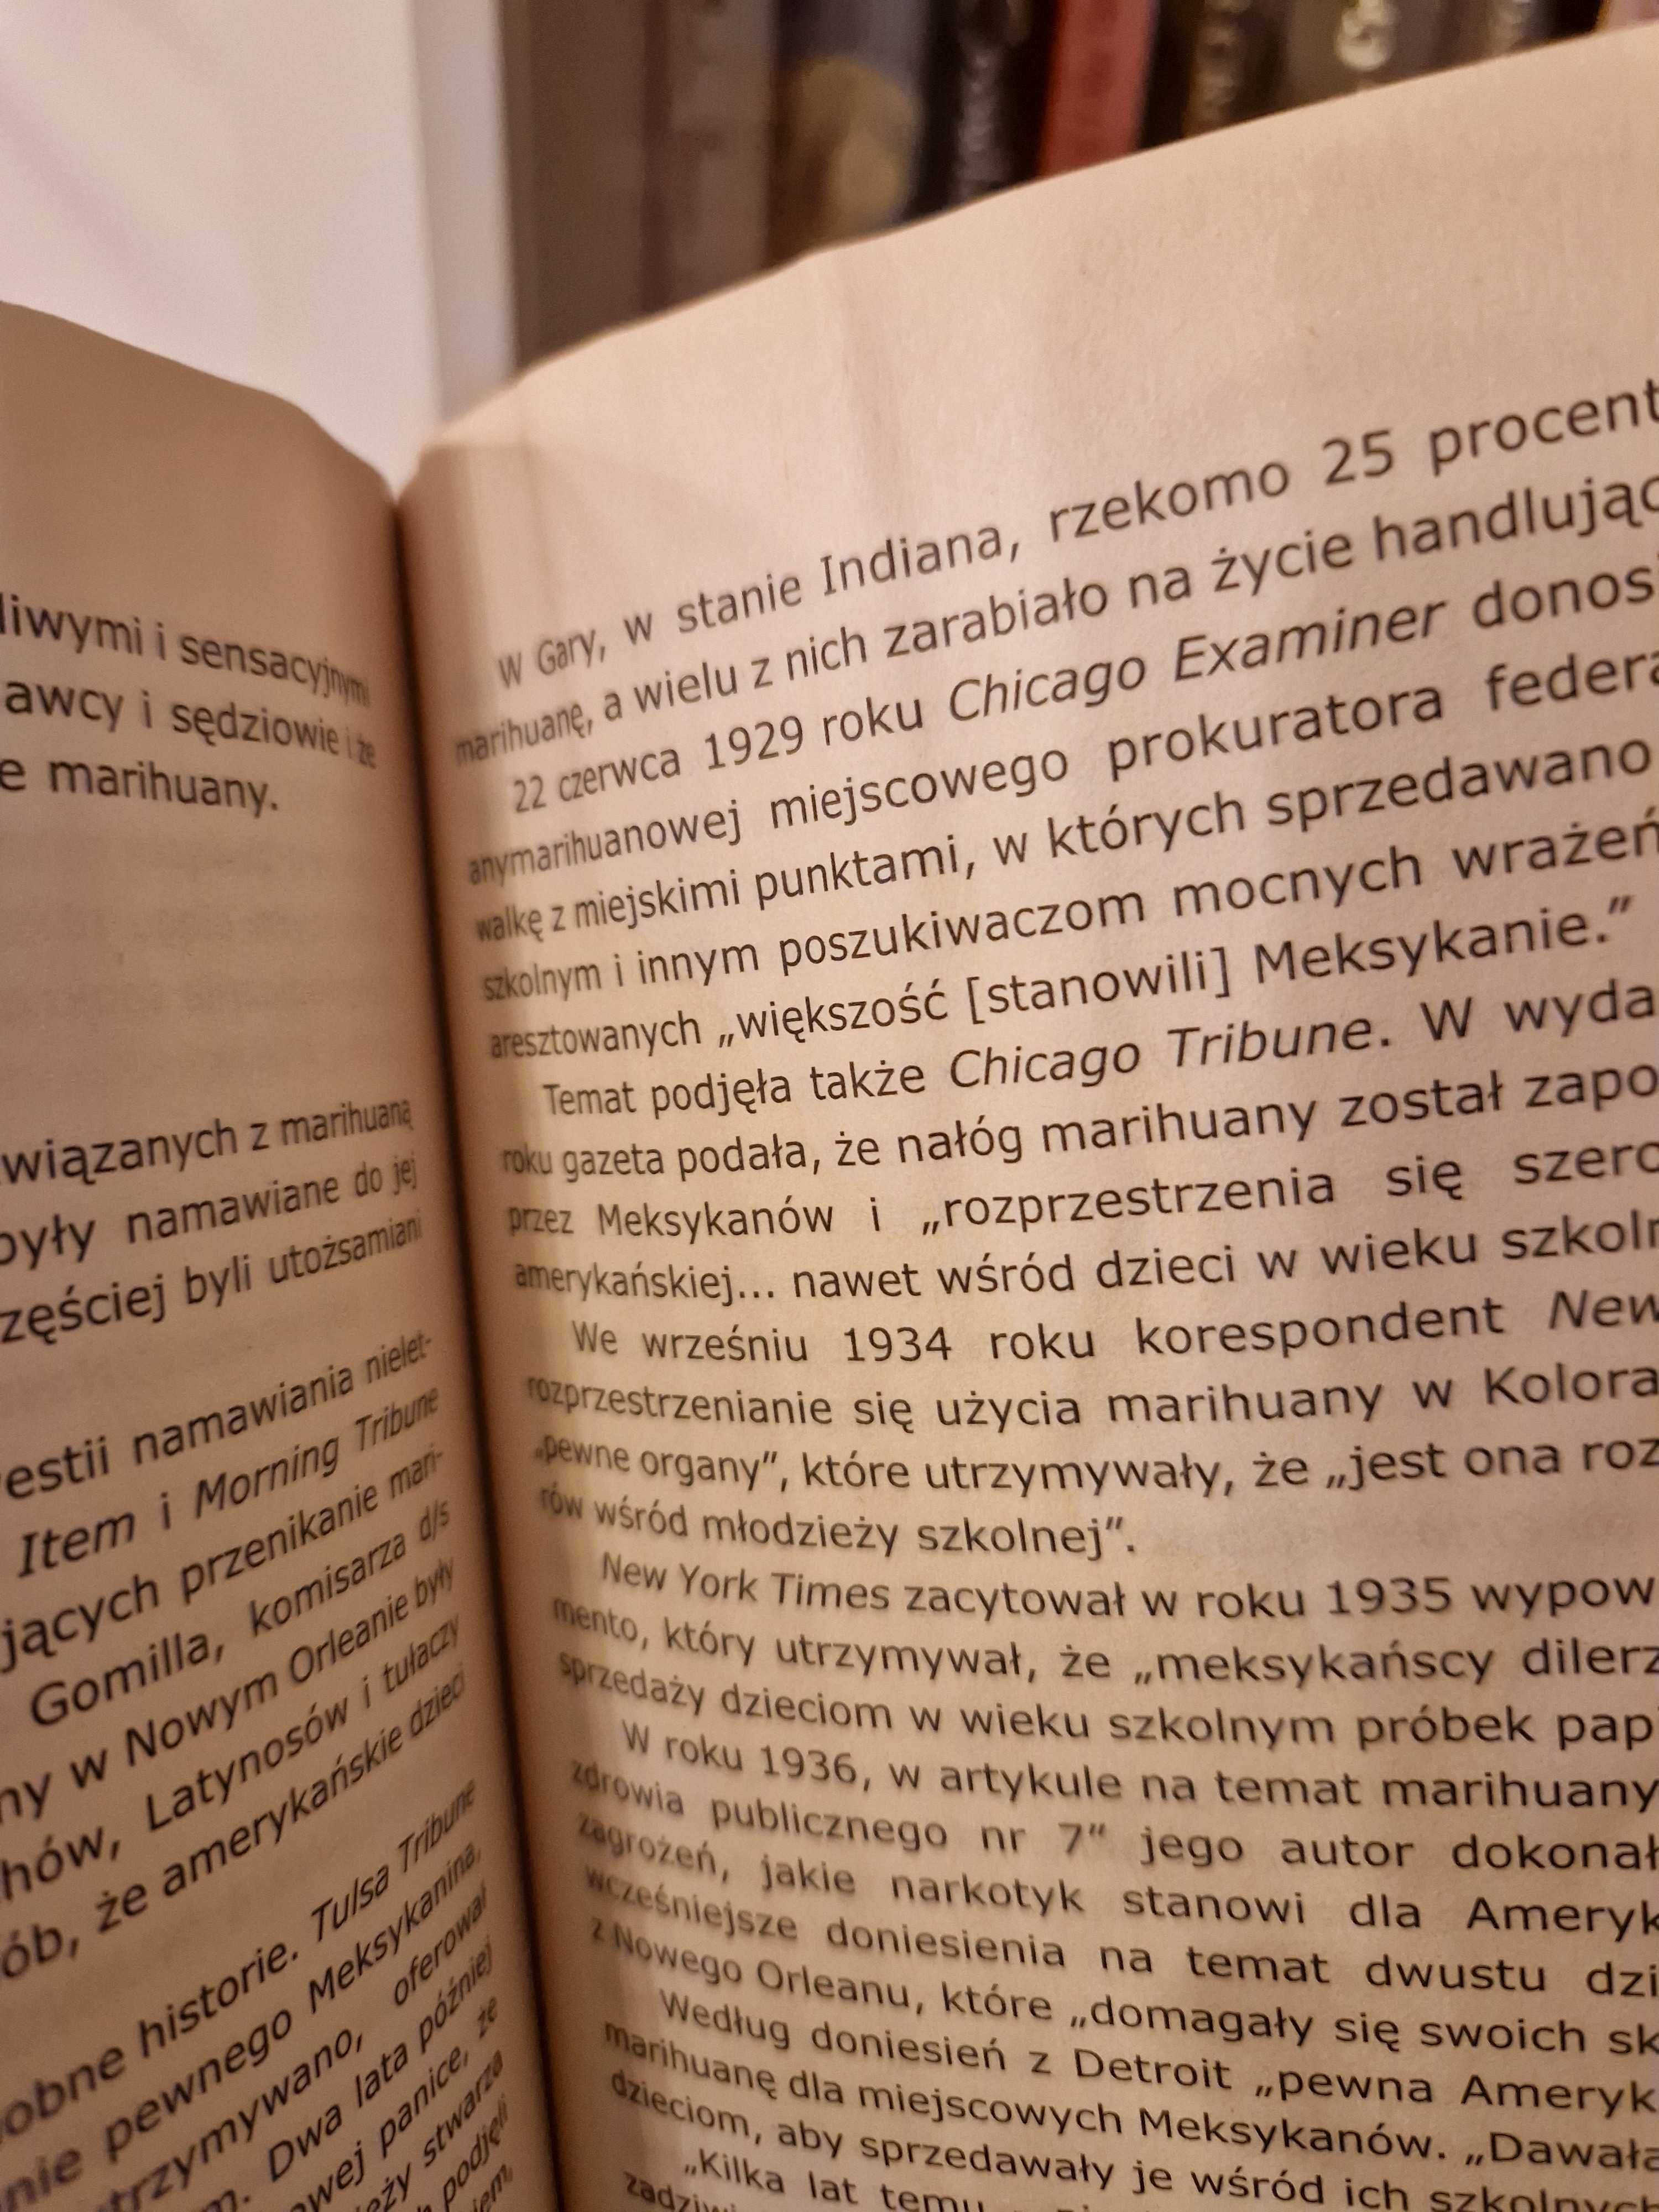 sensacyjnymi
awcy i sędziowie i że
e marihuany.
wiązanych z marihuaną
były namawiane do jej
zęściej byli utożsamiani
estii namawiania nielet-
Item i Morning Tribune
jących przenikanie mari-
Gomilla, komisarza d/s
ny w Nowym Orleanie były
hów, Latynosów i tułaczy
ób, że amerykańskie dzieci
obne historie. Tulsa Tribune
nie pewnego Meksykanina,
trzymywano, oferował
m. Dwa lata później
owej panice, że
stwarza
podjęli
W Gary, w stanie Indiana, rzekomo 25 procent
marihuanę, a wielu z nich zarabiało na życie handlując
22 czerwca 1929 roku Chicago Examiner donosi
anymarihuanowej miejscowego prokuratora federa
walkę z miejskimi punktami, w których sprzedawano
szkolnym i innym poszukiwaczom mocnych wrażeń
aresztowanych „większość [stanowili] Meksykanie.”
Temat podjęła także Chicago Tribune. W wyda
roku gazeta podała, że nałóg marihuany został zapo
przez Meksykanów i „rozprzestrzenia się szero
amerykańskiej... nawet wśród dzieci w wieku szkoln
We wrześniu 1934 roku korespondent New
rozprzestrzenianie się użycia marihuany w Kolora
„pewne organy”, które utrzymywały, że „jest ona roz
rów wśród młodzieży szkolnej”.
New York Times zacytował w roku 1935 wypow
mento, który utrzymywał, że „meksykańscy dilerz
sprzedaży dzieciom w wieku szkolnym próbek pap
W roku 1936, w artykule na temat marihuany
zdrowia publicznego nr 7“ jego autor dokonał
zagrożeń, jakie narkotyk stanowi dla Ameryk
wcześniejsze doniesienia na temat dwustu dzi
z Nowego Orleanu, które „domagały się swoich sk
Według doniesień z Detroit „pewna Ameryk
marihuanę dla miejscowych Meksykanów. „Dawała
dzieciom, aby sprzedawały je wśród ich szkolnych
„Kilka lat temu